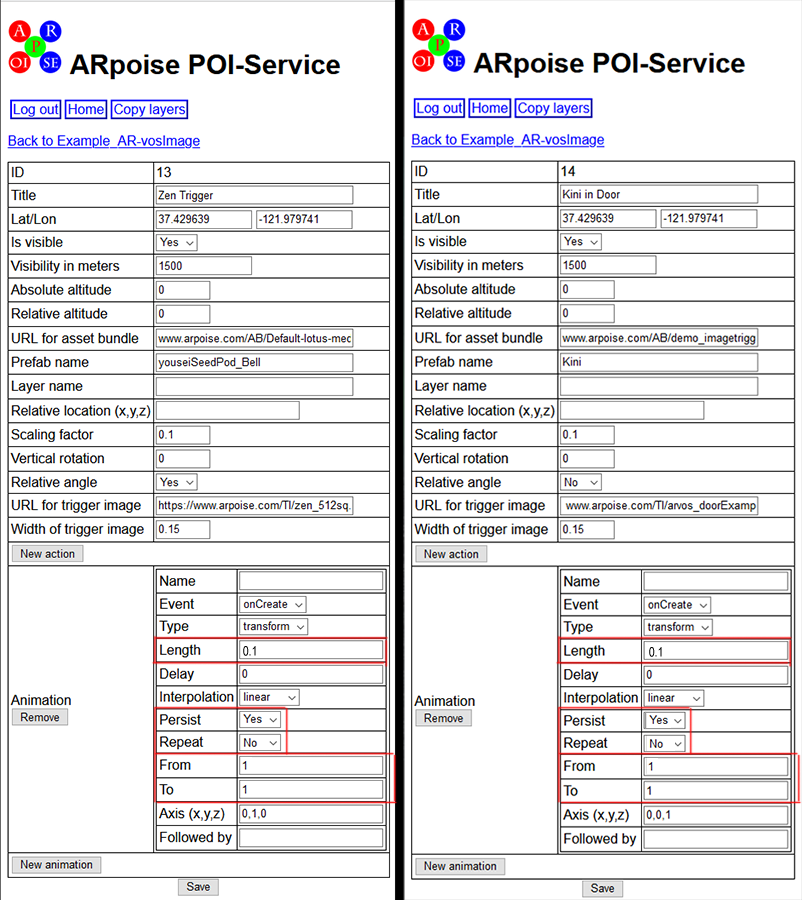 A R
P
OI SE
ARpoise POI-Service
Log out Home Copy layers
Back to Example_AR-vosImage
ID 13
Title Zen Trigger
Lat/Lon 37.429639 -121.979741
Is visible Yes
Visibility in meters 1500
Absolute altitude 0
Relative altitude 0
URL for asset bundle www.arpoise.com/AB/Default-lotus-mec
Prefab name youseiSeedPod_Bell
Layer name
Relative location (x,y,z)
Scaling factor 0.1
Vertical rotation 0
Relative angle Yes
URL for trigger image https://www.arpoise.com/TI/zen_512sq.
Width of trigger image 0.15
New action
Animation
Remove
Name
Event onCreate
Type transform
Length 0.1
Delay 0
Interpolation linear
Persist Yes
Repeat No
From 1
To 1
Axis (x,y,z) 0,1,0
Followed by
New animation
Save
A R
P
OI SE
ARpoise POI-Service
Log out Home Copy layers
Back to Example_AR-vosImage
ID 14
Title Kini in Door
Lat/Lon 37.429639 -121.979741
Is visible Yes
Visibility in meters 1500
Absolute altitude 0
Relative altitude 0
URL for asset bundle www.arpoise.com/AB/demo_imagetrigg
Prefab name Kini
Layer name
Relative location (x,y,z)
Scaling factor 0.1
Vertical rotation 0
Relative angle No
URL for trigger image www.arpoise.com/TI/arvos_doorExamp
Width of trigger image 0.15
New action
Animation
Remove
Name
Event onCreate
Type transform
Length 0.1
Delay 0
Interpolation linear
Persist Yes
Repeat No
From 1
To 1
Axis (x,y,z) 0,0,1
Followed by
New animation
Save